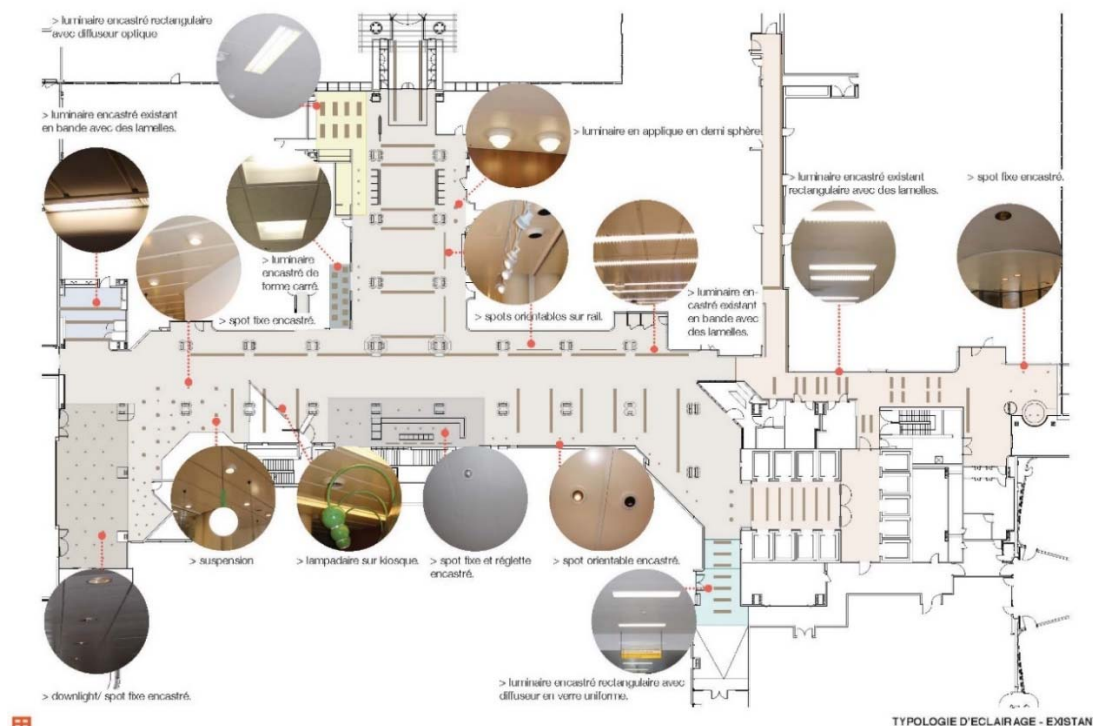 > luminaire encastré rectangulaire
avec diffuseur optique
> luminaire encastré existant
en bande avec des lamelles.
> luminaire en applique en demi sphère.
> luminaire encastré existant
rectangulaire avec des lamelles.
> spot fixe encastré.
> luminaire
encastré de
forme carré.
> spot fixe encastré.
> spots orientables sur rail.
> luminaire en-
castré existant
en bande avec
des lamelles.
> suspension
> lampadaire sur kiosque.
> spot fixe et réglette
encastré.
> spot orientable encastré.
> downlight/ spot fixe encastré.
> luminaire encastré rectangulaire avec
diffuseur en verre uniforme.
TYPOLOGIE D'ECLAIRAGE - EXISTAN